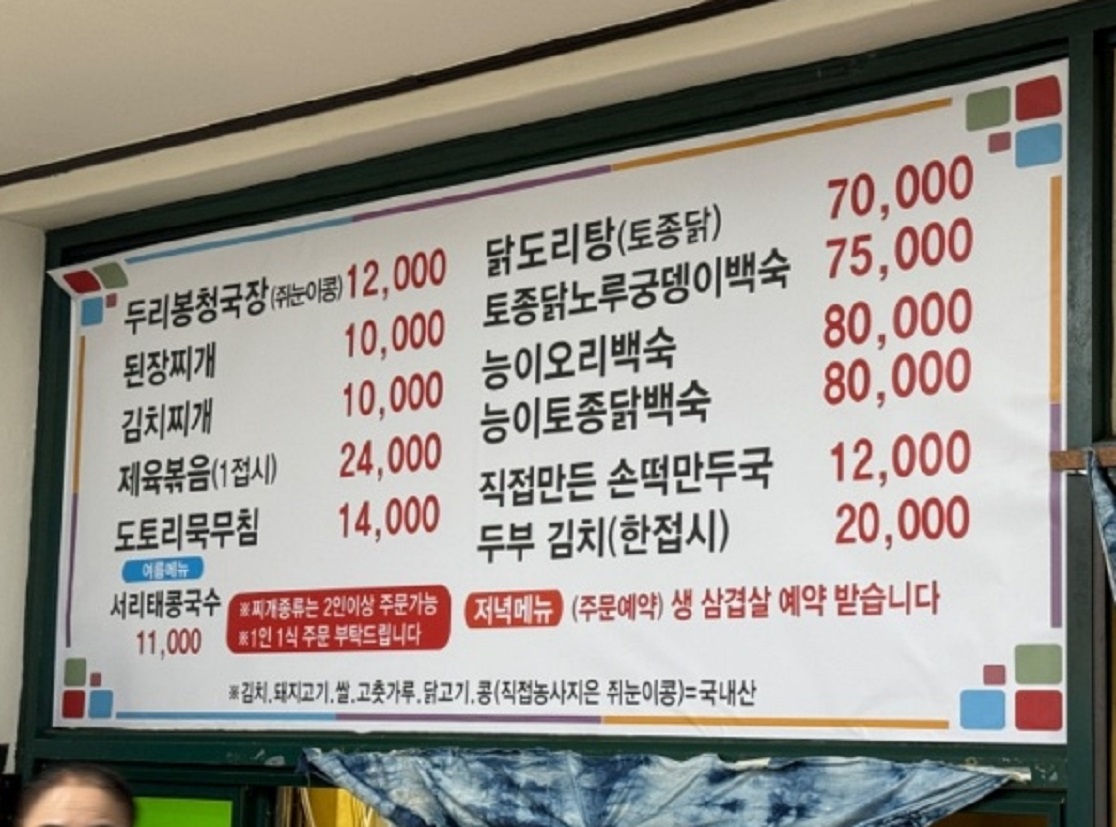 두리봉청국장(쥐눈이콩) 12,000
된장찌개 10,000
김치찌개 10,000
제육볶음(1접시) 24,000
도토리묵무침 14,000
여름메뉴
서리태콩국수
11,000
※찌개종류는 2인이상 주문가능
※1인 1식 주문 부탁드립니다
닭도리탕(토종닭) 70,000
토종닭노루궁뎅이백숙 75,000
능이오리백숙 80,000
능이토종닭백숙 80,000
직접만든 손떡만두국 12,000
두부 김치(한접시) 20,000
저녁메뉴 (주문예약) 생 삼겹살 예약 받습니다
※김치.돼지고기.쌀.고춧가루.닭고기.콩(직접농사지은 쥐눈이콩)=국내산